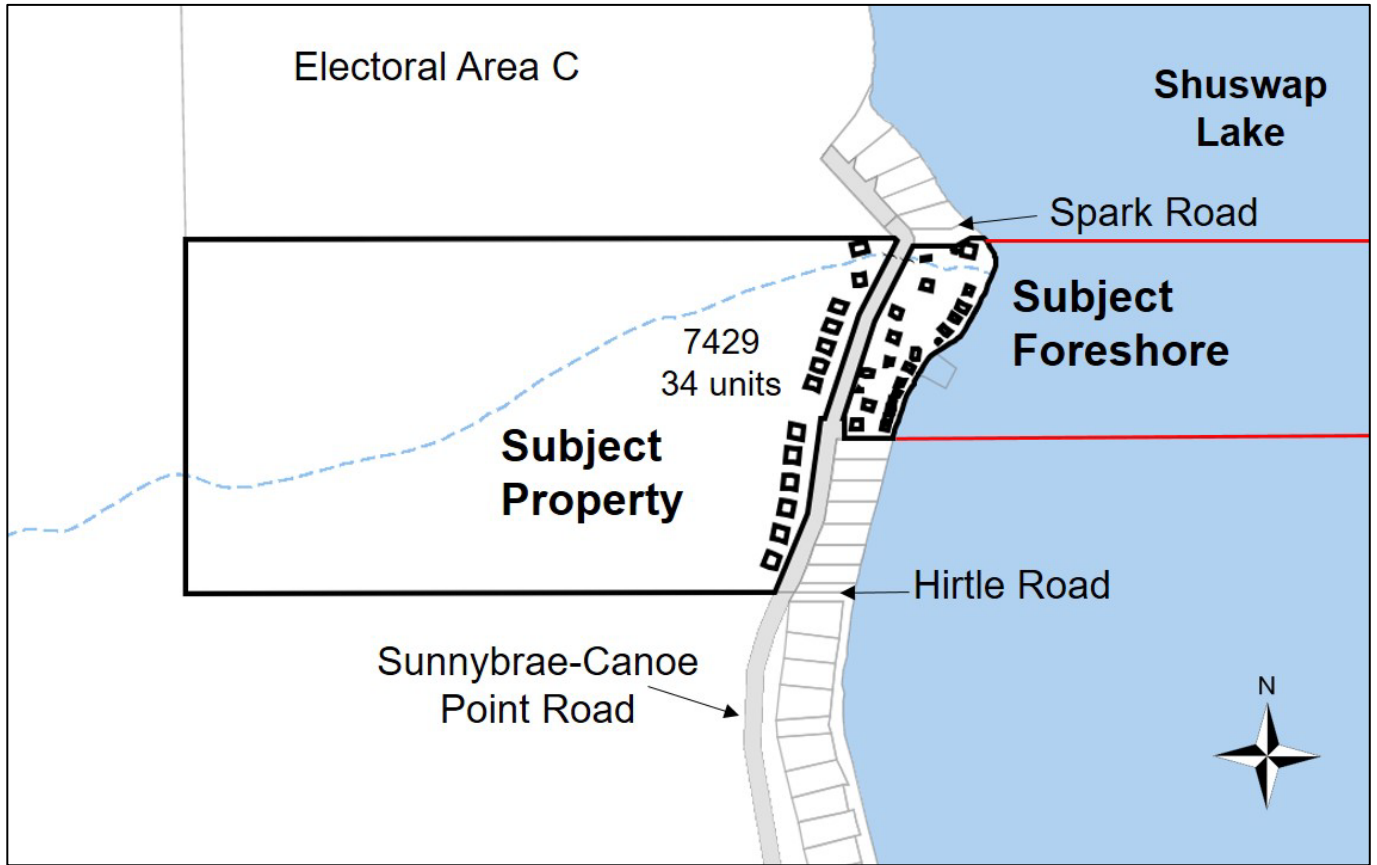 Electoral Area C
Shuswap
Lake
Spark Road
Subject
Foreshore
7429
34 units
Subject
Property
Hirtle Road
Sunnybrae-Canoe
Point Road
N